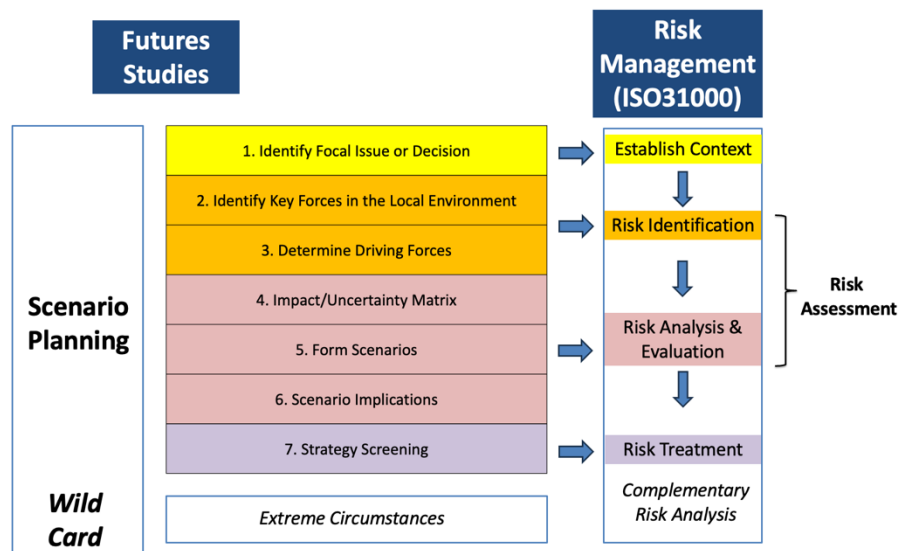 Futures
Studies
Risk
Management
(ISO31000)
Scenario
Planning
Wild
Card
1. Identify Focal Issue or Decision
2. Identify Key Forces in the Local Environment
3. Determine Driving Forces
4. Impact/Uncertainty Matrix
5. Form Scenarios
6. Scenario Implications
7. Strategy Screening
Extreme Circumstances
Establish Context
Risk Identification
Risk Analysis &
Evaluation
Risk Treatment
Complementary
Risk Analysis
Risk
Assessment